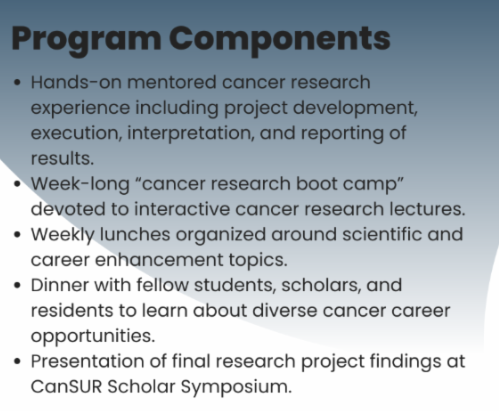 Program Components
• Hands-on mentored cancer research
experience including project development,
execution, interpretation, and reporting of
results.
• Week-long “cancer research boot camp”
devoted to interactive cancer research lectures.
• Weekly lunches organized around scientific and
career enhancement topics.
• Dinner with fellow students, scholars, and
residents to learn about diverse cancer career
opportunities.
• Presentation of final research project findings at
CanSUR Scholar Symposium.